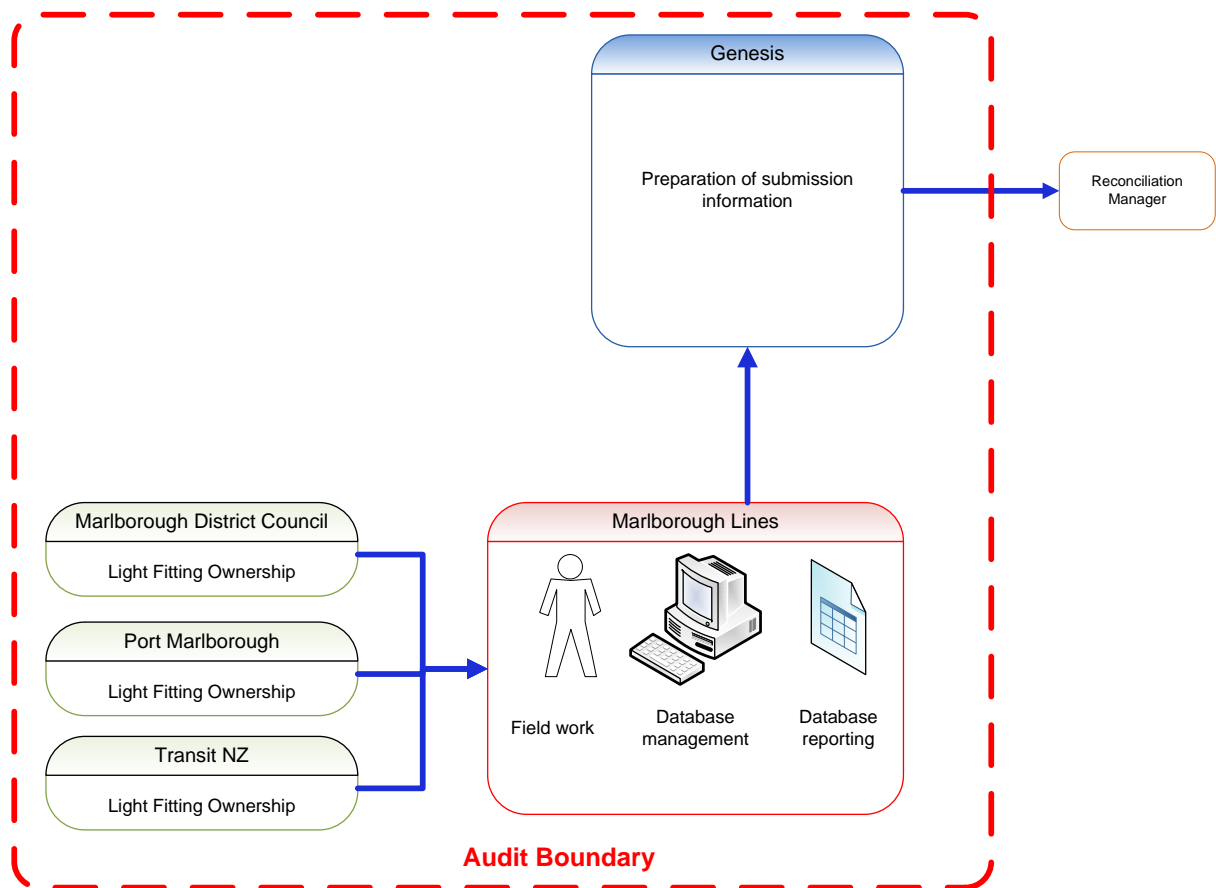 Genesis
Preparation of submission
information
Reconciliation
Manager
Marlborough District Council
Light Fitting Ownership
Port Marlborough
Light Fitting Ownership
Transit NZ
Light Fitting Ownership
Marlborough Lines
Field work
Database
management
Database
reporting
Audit Boundary